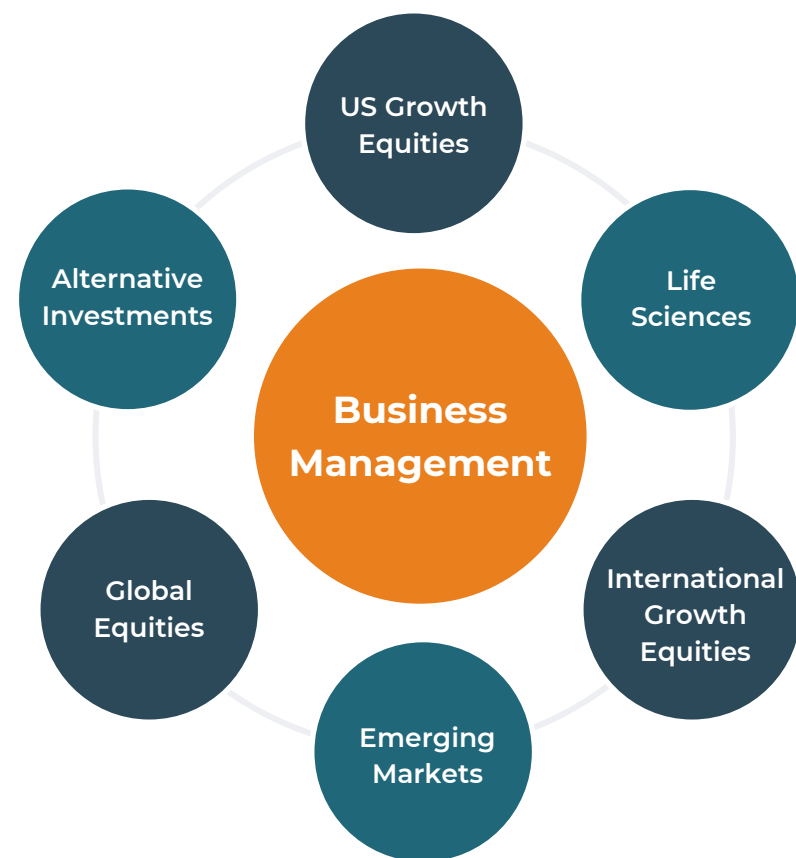 US Growth
Equities
Life
Sciences
International
Growth
Equities
Emerging
Markets
Global
Equities
Alternative
Investments
Business
Management